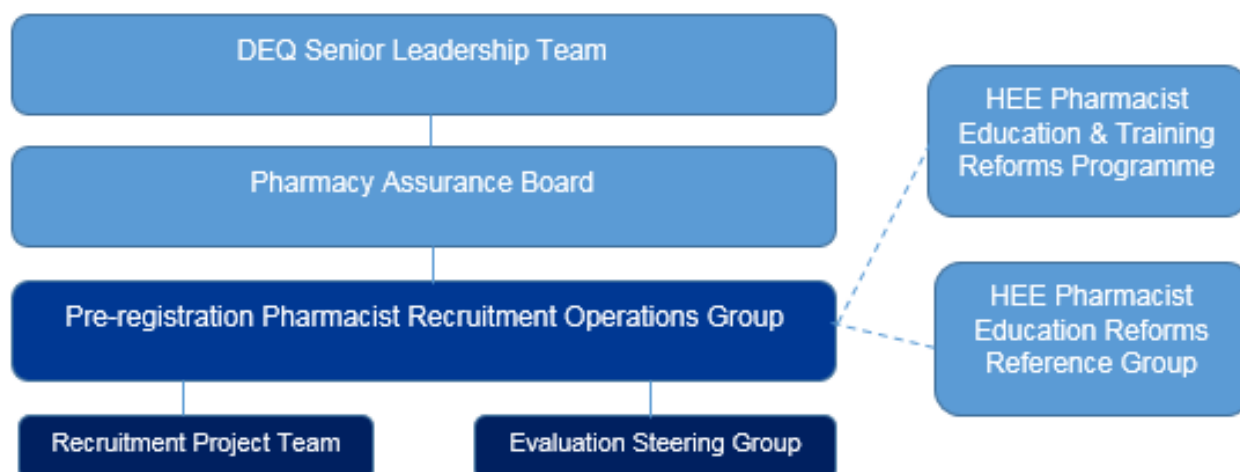 DEQ Senior Leadership Team
Pharmacy Assurance Board
Pre-registration Pharmacist Recruitment Operations Group
Recruitment Project Team
Evaluation Steering Group
HEE Pharmacist
Education & Training
Reforms Programme
HEE Pharmacist
Education Reforms
Reference Group